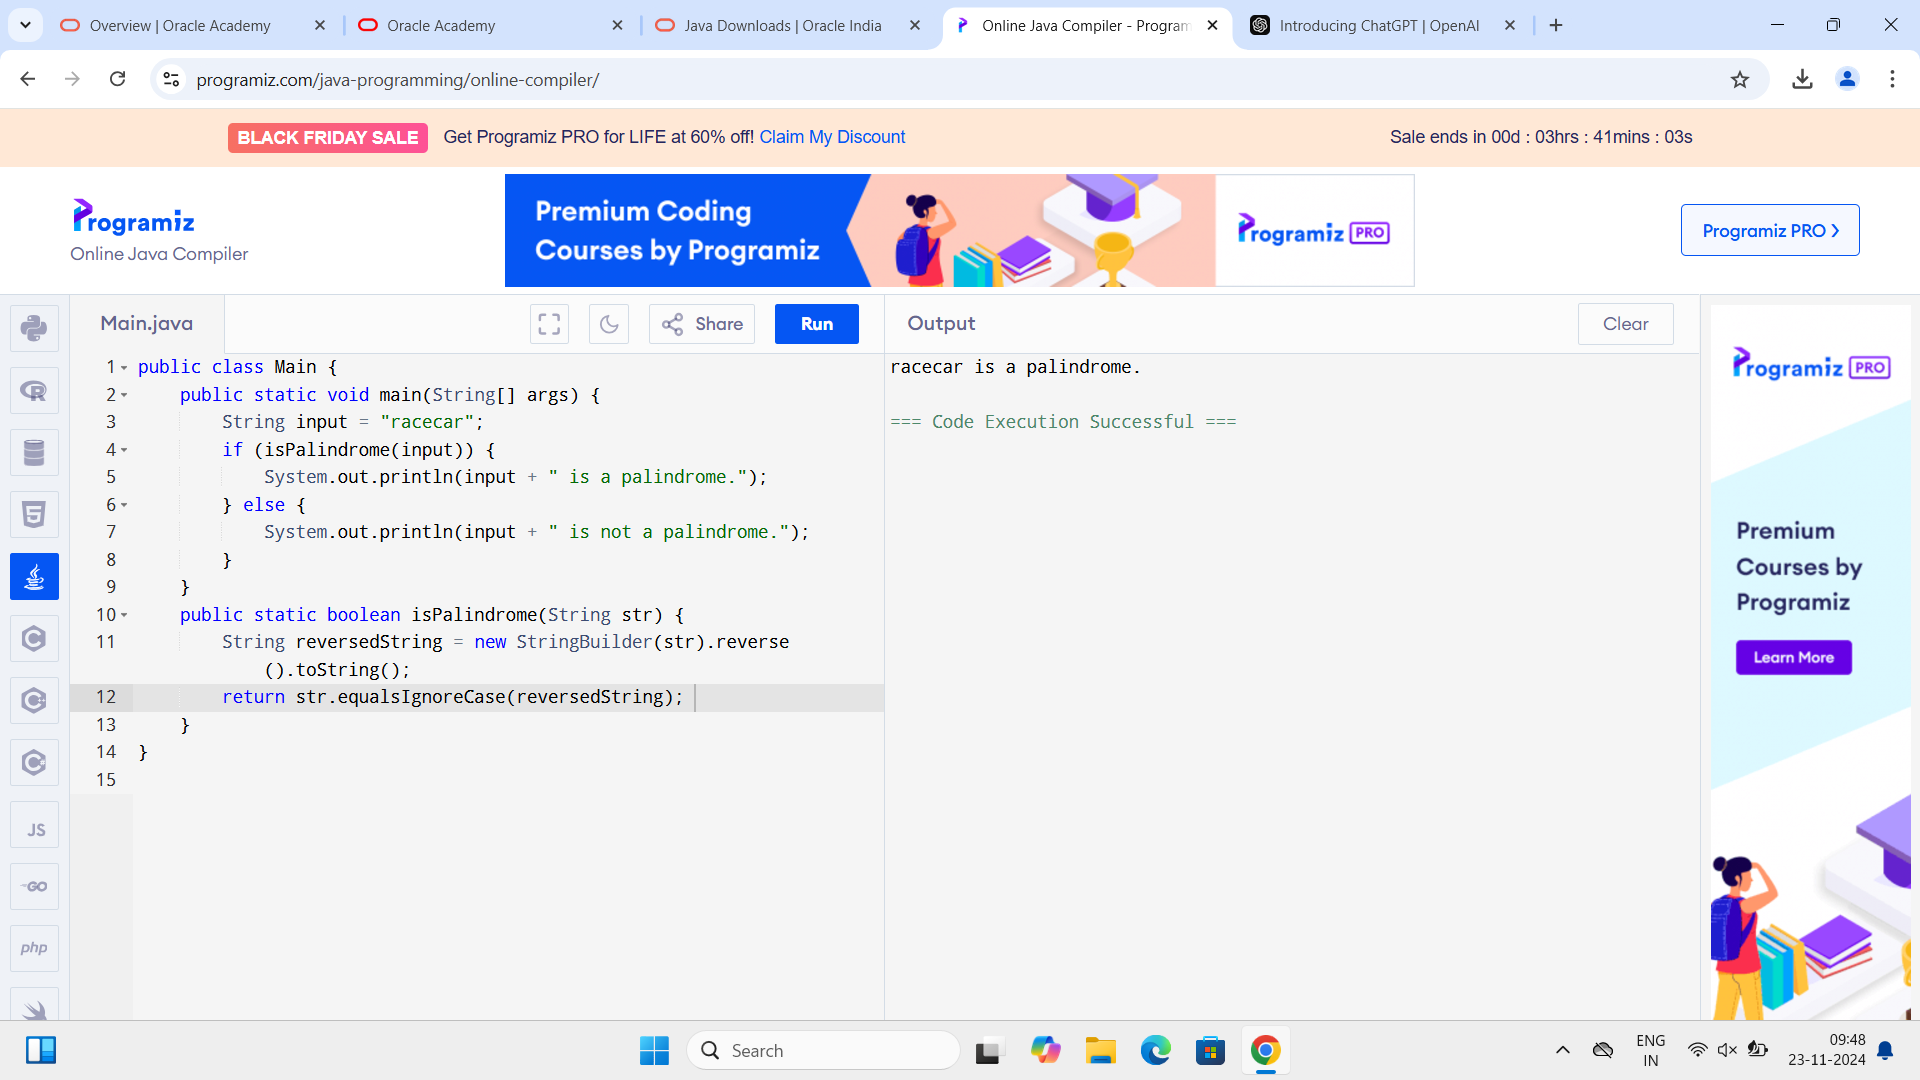 Overview | Oracle Academy
Oracle Academy
Java Downloads | Oracle India
Online Java Compiler - Program
Introducing ChatGPT | OpenAI
programiz.com/java-programming/online-compiler/
BLACK FRIDAY SALE Get Programiz PRO for LIFE at 60% off! Claim My Discount
Sale ends in 00d : 03hrs : 41mins : 03s
Programiz
Online Java Compiler
Premium Coding
Courses by Programiz
Programiz PRO
Programiz PRO
Main.java
Share
Run
Output
Clear
1 public class Main {
2 public static void main(String[] args) {
3 String input = "racecar";
4 if (isPalindrome(input)) {
5 System.out.println(input + " is a palindrome.");
6 } else {
7 System.out.println(input + " is not a palindrome.");
8 }
9 }
10 public static boolean isPalindrome(String str) {
11 String reversedString = new StringBuilder(str).reverse
().toString();
12 return str.equalsIgnoreCase(reversedString);
13 }
14 }
15
racecar is a palindrome.
=== Code Execution Successful ===
Programiz PRO
Premium
Courses by
Programiz
Learn More
R
5
C
C
C
JS
GO
php
Search
ENG
IN
09:48
23-11-2024